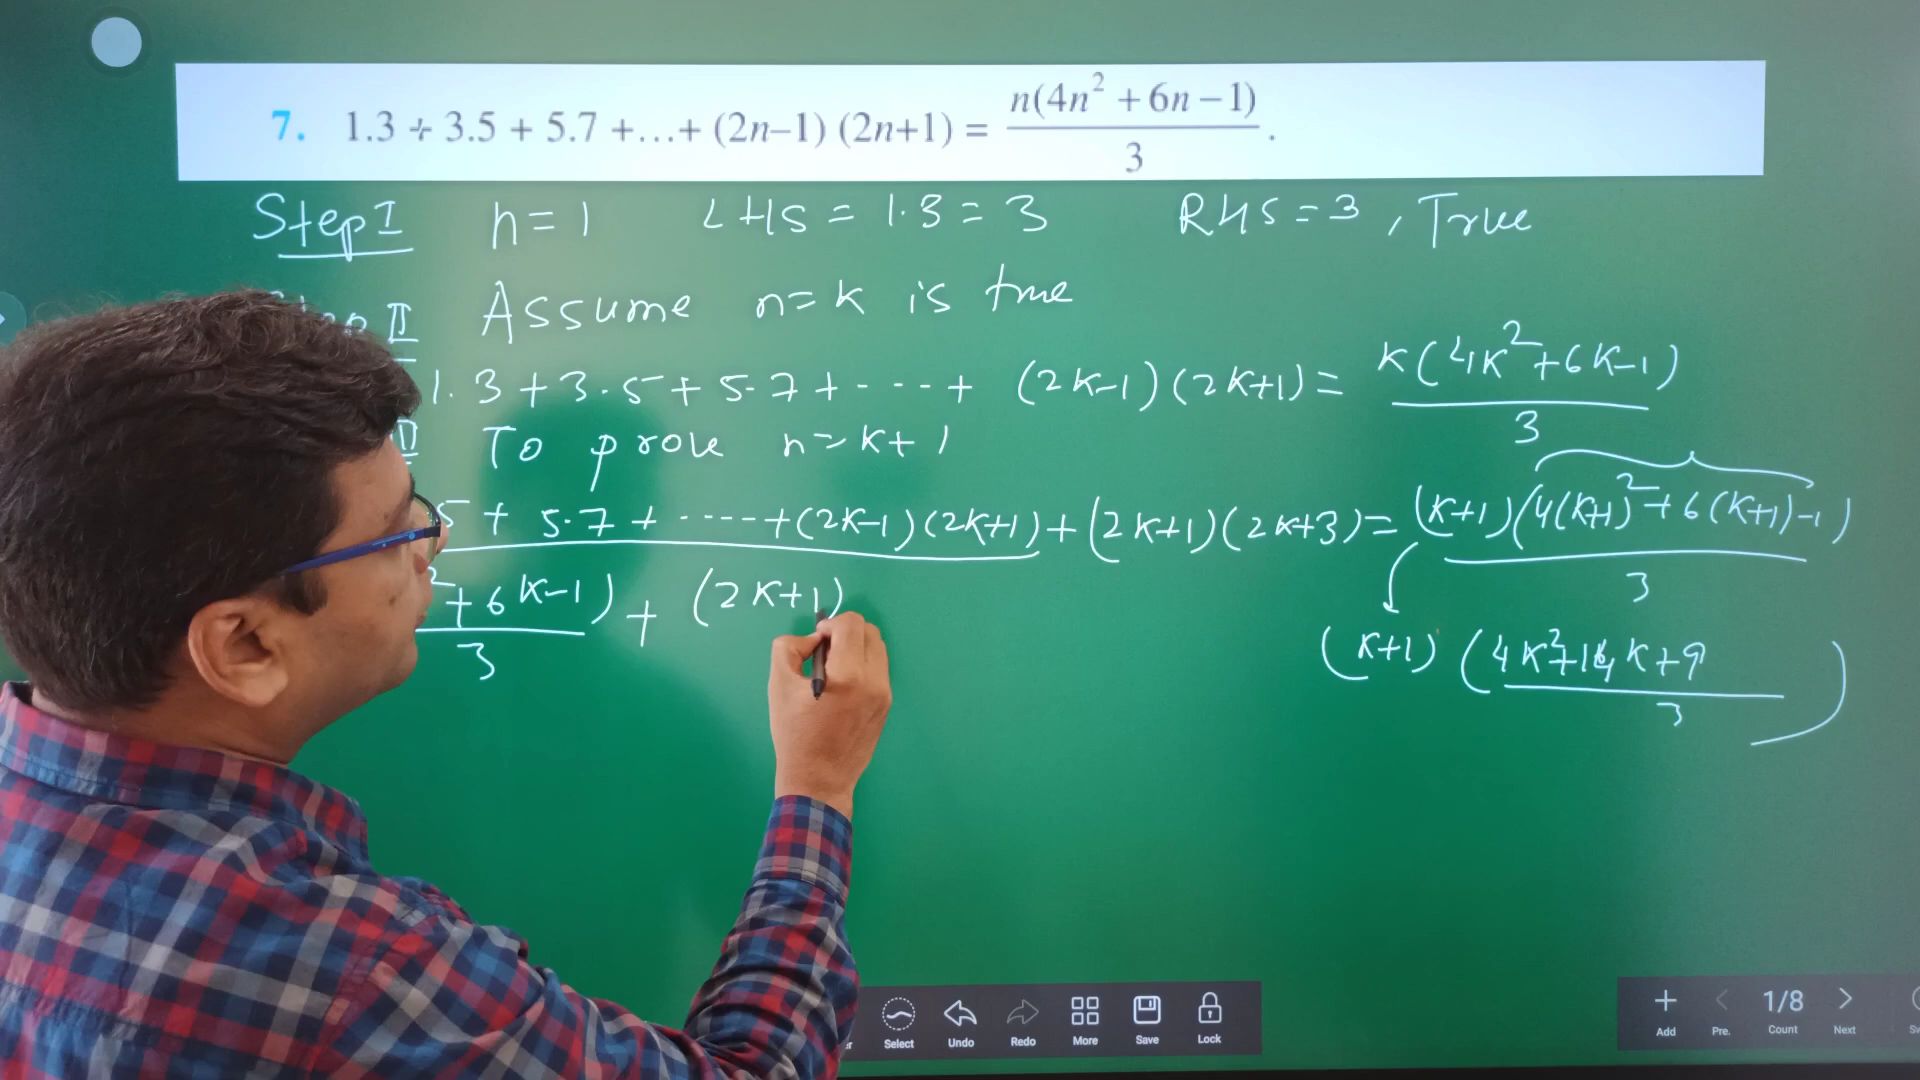 7. 1.3 + 3.5 + 5.7 +...+ (2n–1) (2n+1) = n(4n² + 6n – 1) / 3 .
Step I n = 1 LHS = 1·3 = 3 RHS = 3 , True
II Assume n = k is true
1·3 + 3·5 + 5·7 + - - - + (2k-1)(2k+1) = k(4k²+6k-1) / 3
To prove n = k+1
5 + 5·7 + - - - - + (2k-1)(2k+1) + (2k+1)(2k+3) = (k+1)(4(k+1)²+6(k+1)-1) / 3
² + 6k-1) / 3 + (2k+1)
(k+1) (4k²+14k+9 / 3)
Select Undo Redo More Save Lock
Add Pre. 1/8 Count Next